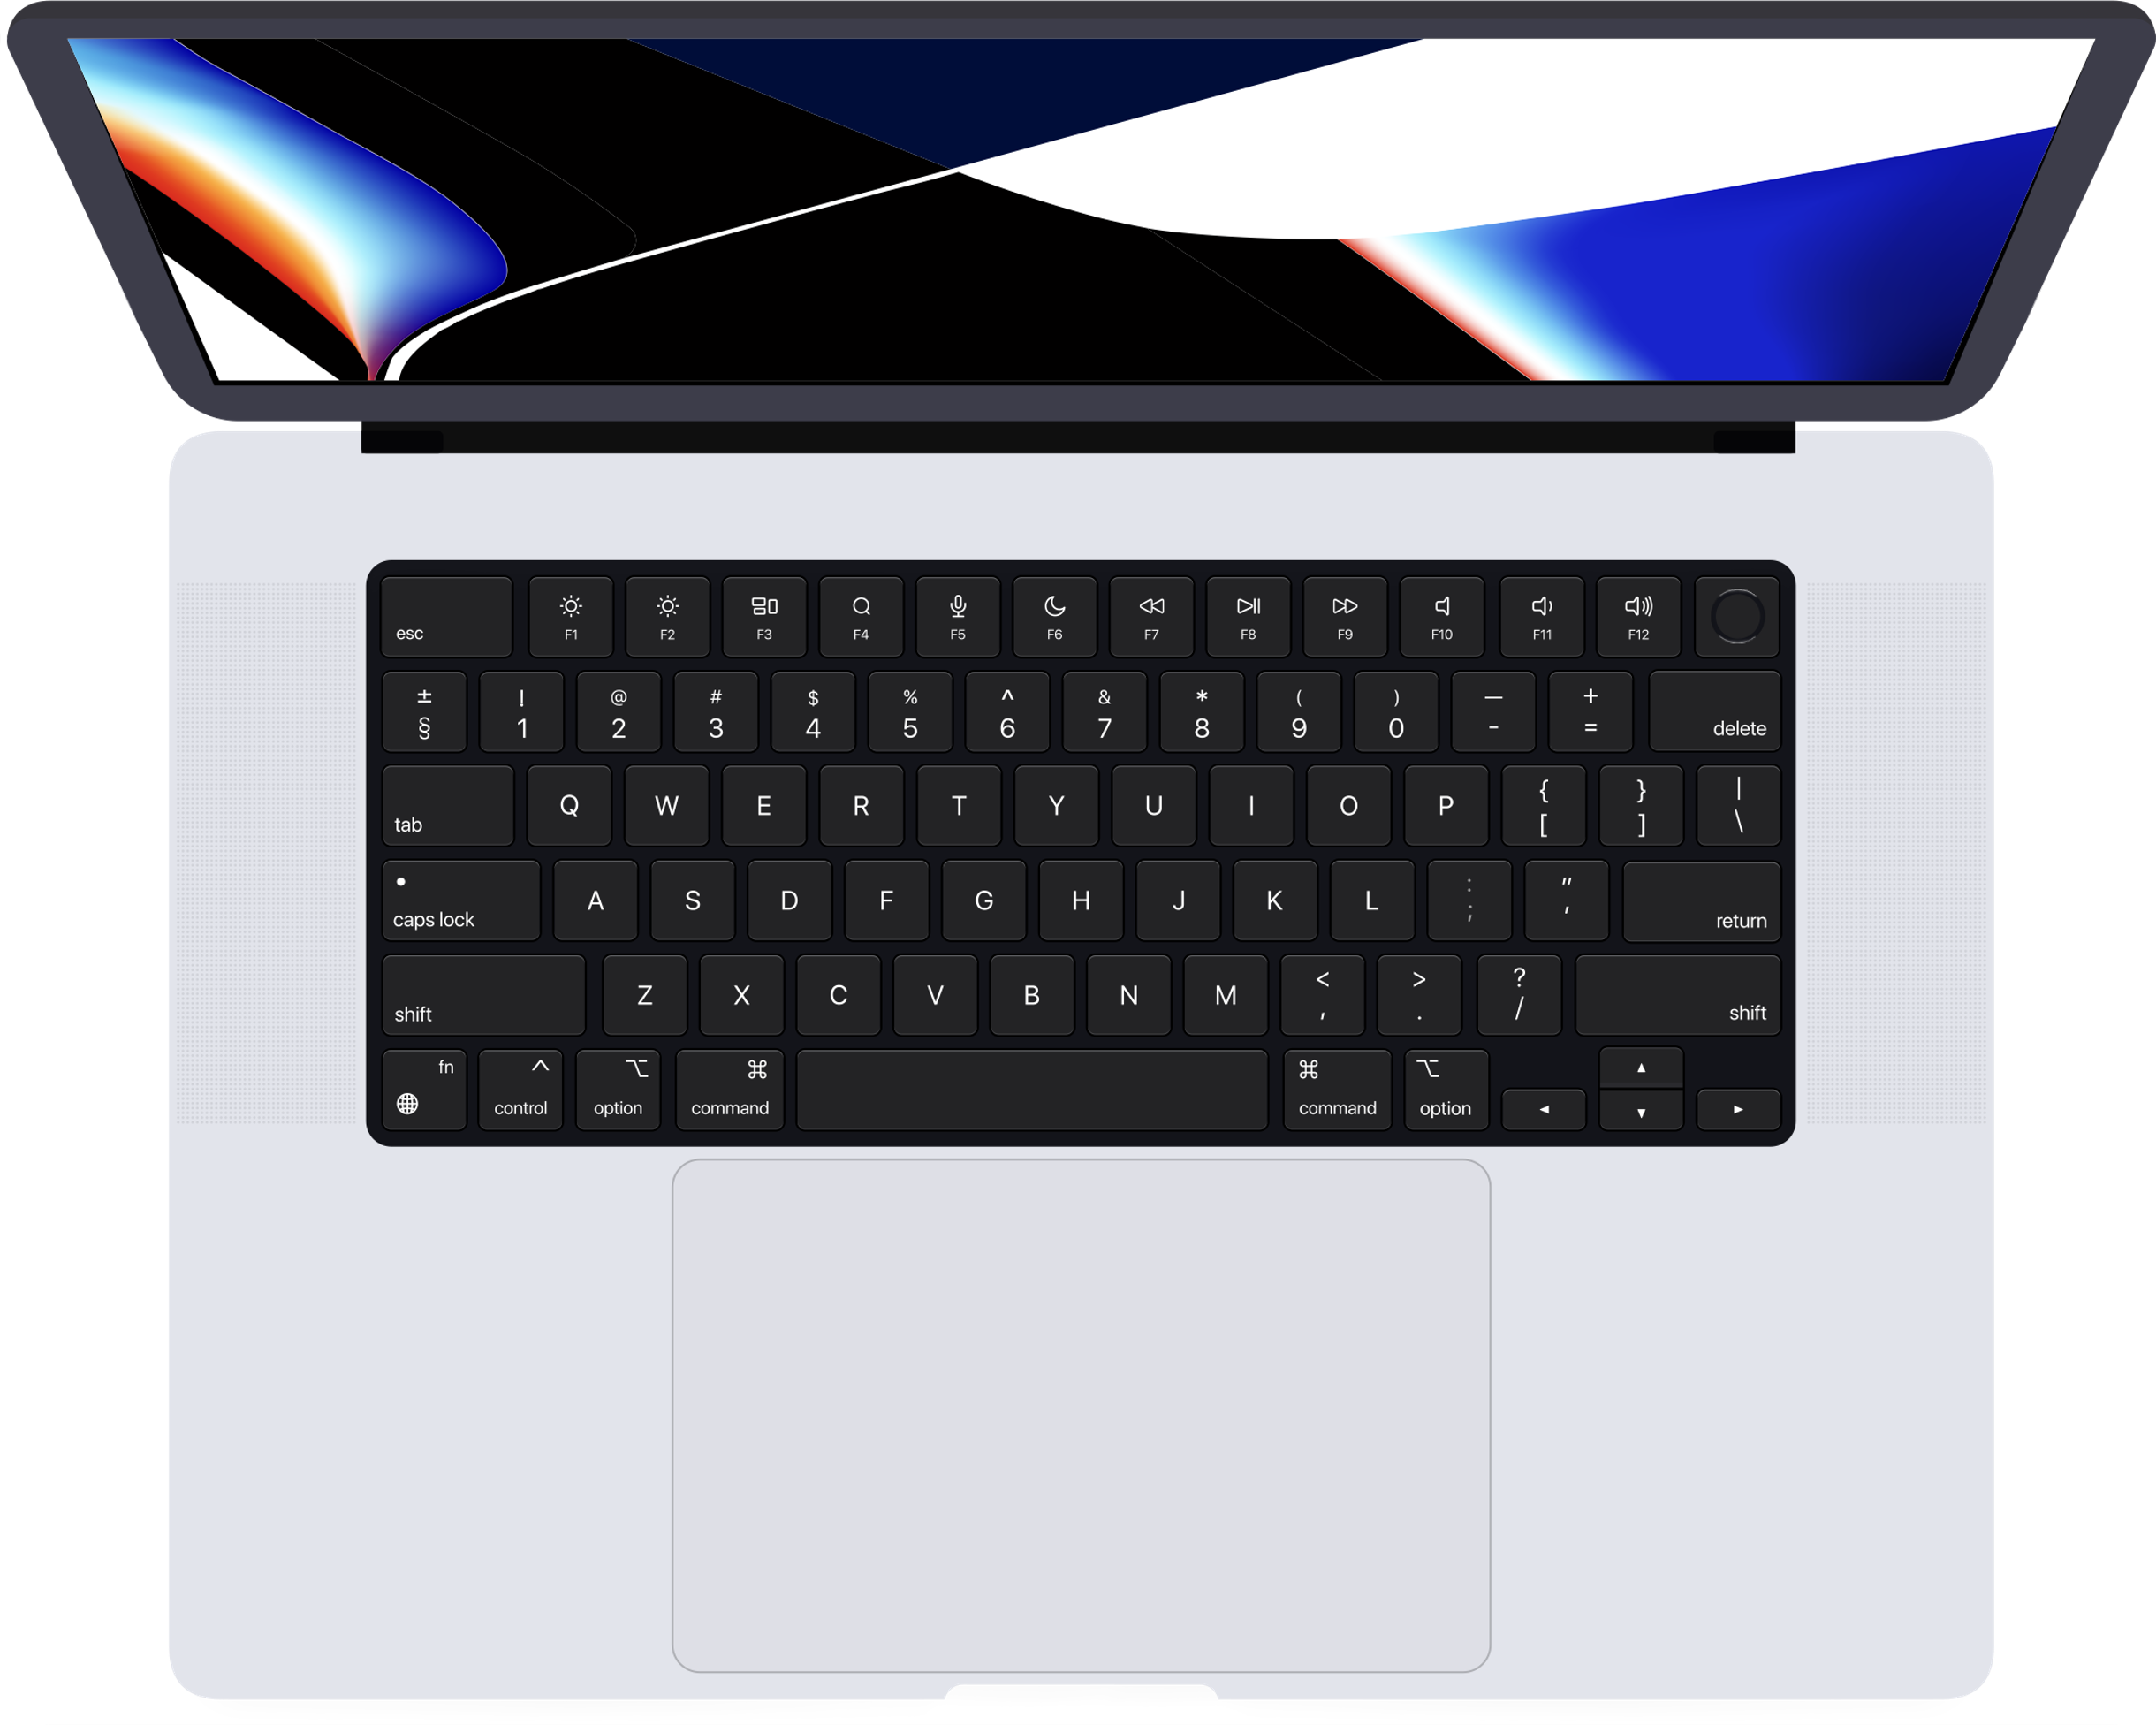 esc F1 F2 F3 F4 F5 F6 F7 F8 F9 F10 F11 F12
± ! @ # $ % ^ & * ( ) — +
§ 1 2 3 4 5 6 7 8 9 0 - = delete
tab Q W E R T Y U I O P { } |
[ ] \
caps lock A S D F G H J K L : " return
; '
shift Z X C V B N M < > ? shift
, . /
fn ^ ⌥ ⌘ ⌘ ⌥ ▲
control option command command option ◀ ▼ ▶